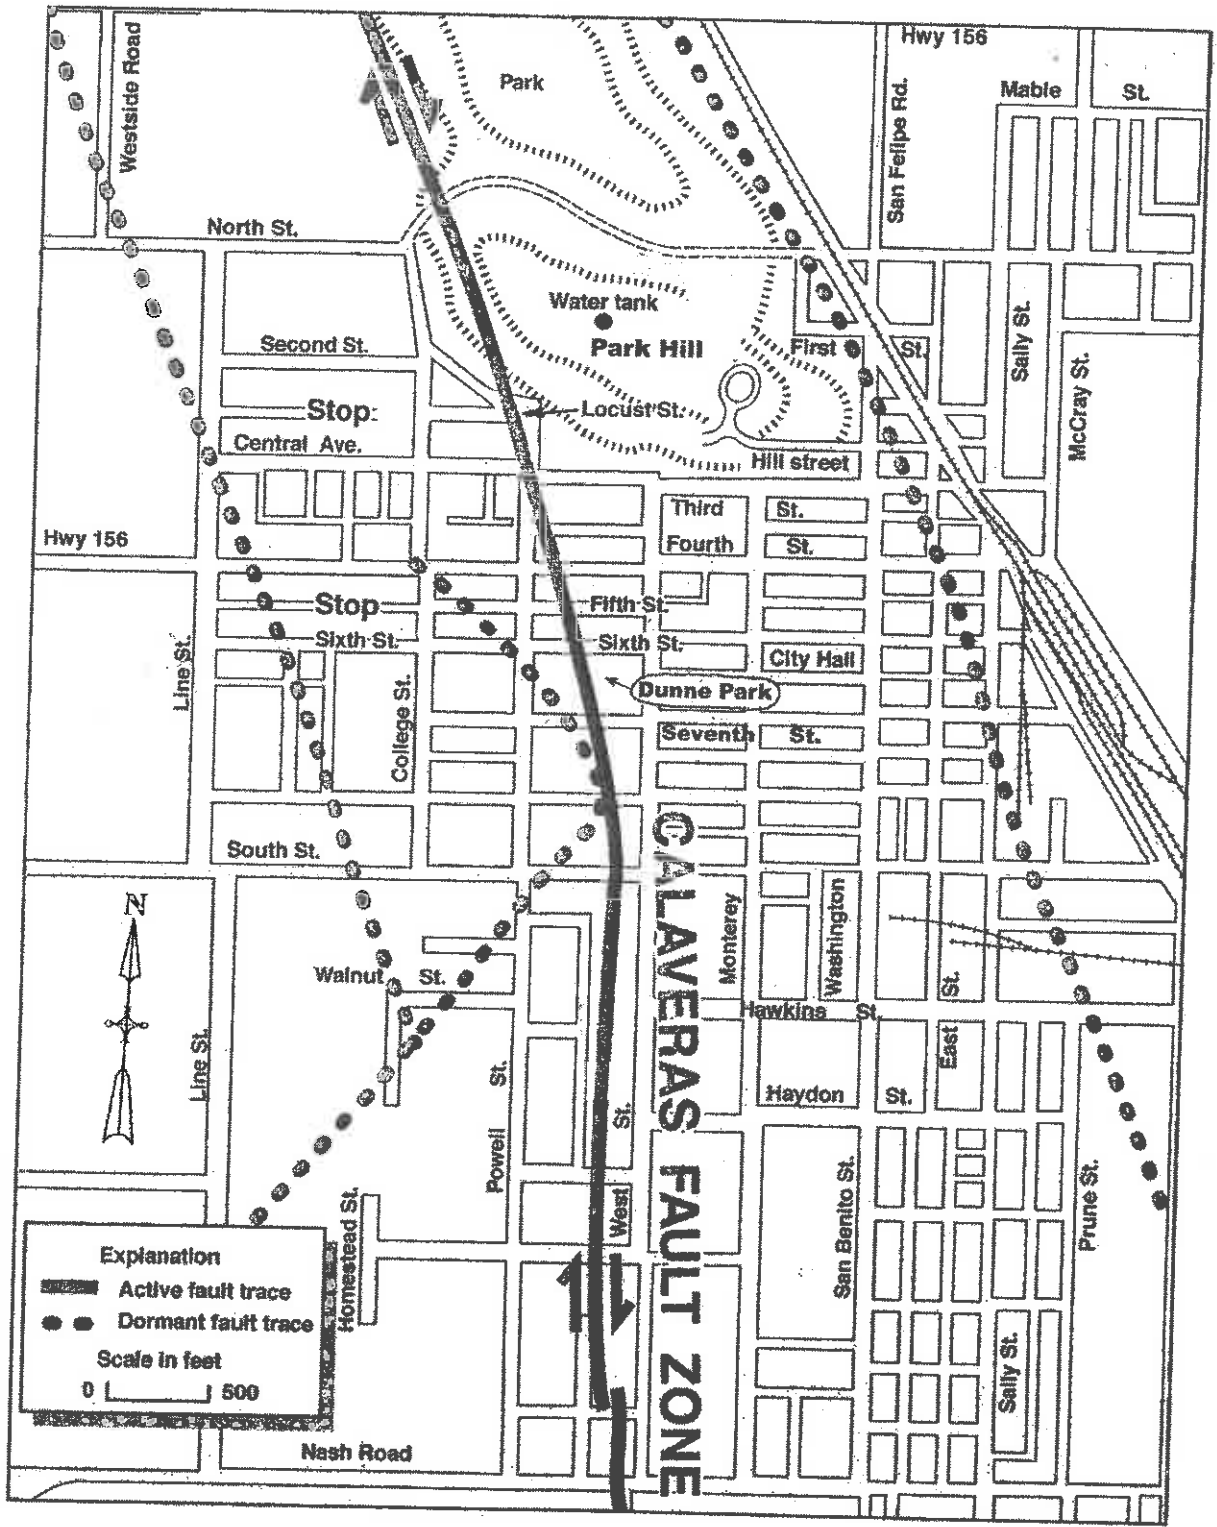 Hwy 156
Westside Road
Park
San Felipe Rd.
Mable St.
North St.
Water tank
Park Hill
Second St.
First St.
Sally St.
McCray St.
Stop
Locust St.
Central Ave.
Hill street
Third St.
Hwy 156
Fourth St.
Stop
Fifth St.
Sixth St.
Sixth St.
City Hall
Line St.
College St.
Dunne Park
Seventh St.
CALAVERAS FAULT ZONE
South St.
N
Monterey
Washington
Walnut St.
Hawkins St.
East St.
Line St.
Haydon St.
Powell St.
West St.
San Benito St.
Prune St.
Homestead St.
Sally St.
Explanation
Active fault trace
Dormant fault trace
Scale in feet
0 500
Nash Road